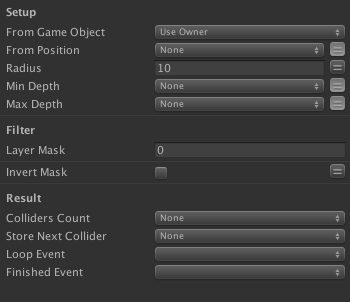 Setup
From Game Object Use Owner
From Position None
Radius 10
Min Depth None
Max Depth None
Filter
Layer Mask 0
Invert Mask
Result
Colliders Count None
Store Next Collider None
Loop Event
Finished Event